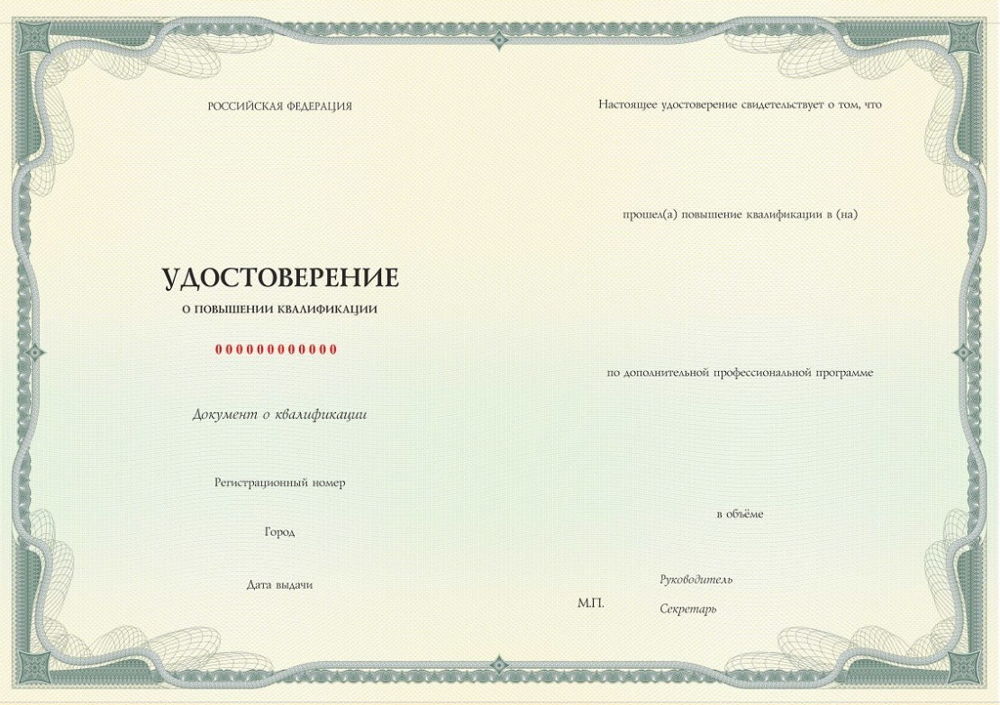 РОССИЙСКАЯ ФЕДЕРАЦИЯ
УДОСТОВЕРЕНИЕ
О ПОВЫШЕНИИ КВАЛИФИКАЦИИ
000000000000
Документ о квалификации
Регистрационный номер
Город
Дата выдачи
Настоящее удостоверение свидетельствует о том, что
прошел(а) повышение квалификации в (на)
по дополнительной профессиональной программе
в объёме
Руководитель
М.П.
Секретарь